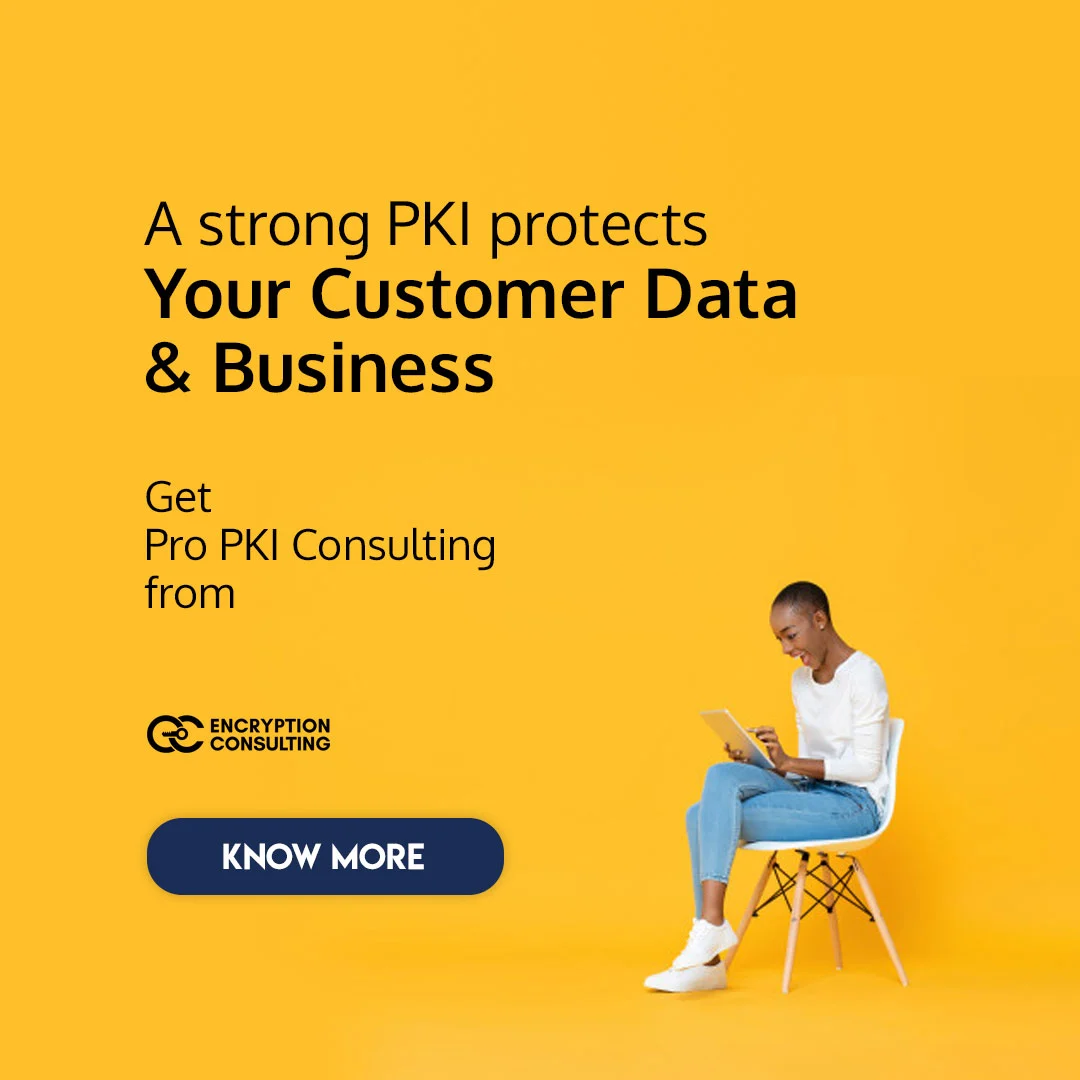 A strong PKI protects
Your Customer Data
& Business
Get
Pro PKI Consulting
from
ENCRYPTION
CONSULTING
KNOW MORE